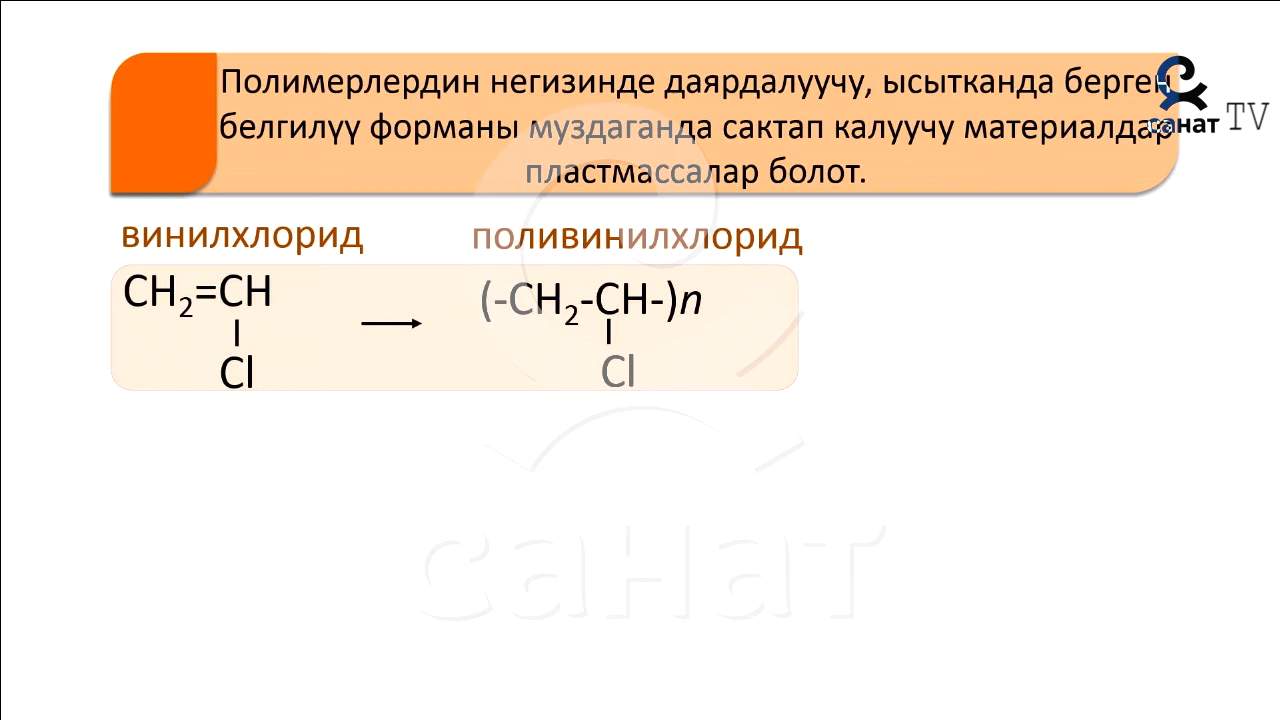 Полимерлердин негизинде даярдалуучу, ысытканда берген
белгилүү форманы муздаганда сактап калуучу материалдар
пластмассалар болот.
санат TV
винилхлорид поливинилхлорид
CH₂=CH (-CH₂-CH-)n
Cl Cl
санат